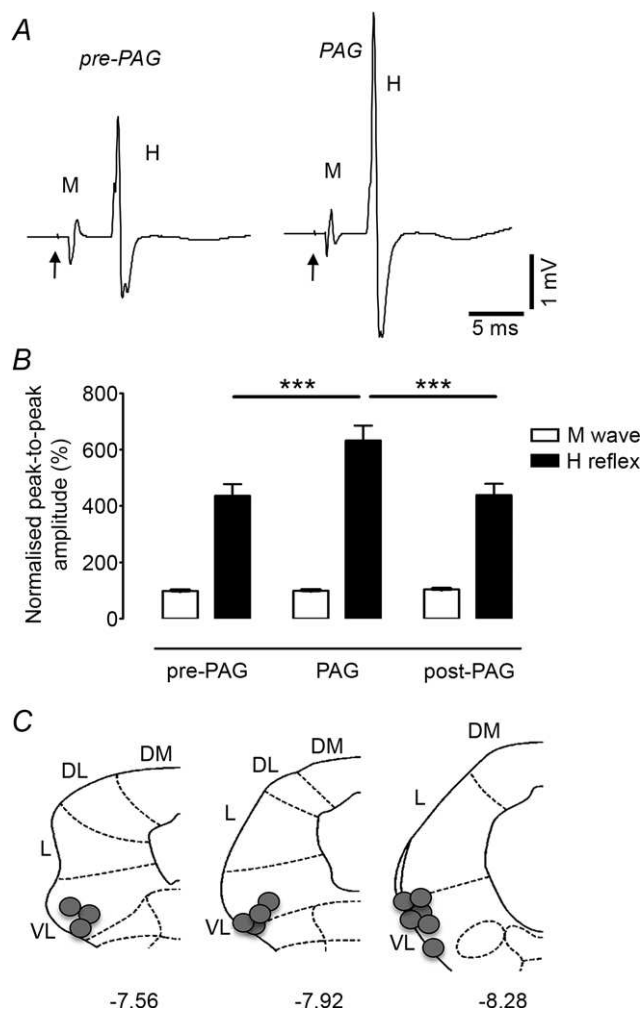 A
pre-PAG
PAG
M
H
M
H
1 mV
5 ms
B
Normalised peak-to-peak
amplitude (%)
800
600
400
200
0
***
***
M wave
H reflex
pre-PAG
PAG
post-PAG
C
DM
DL
L
VL
-7.56
DM
DL
L
VL
-7.92
DM
L
VL
-8.28